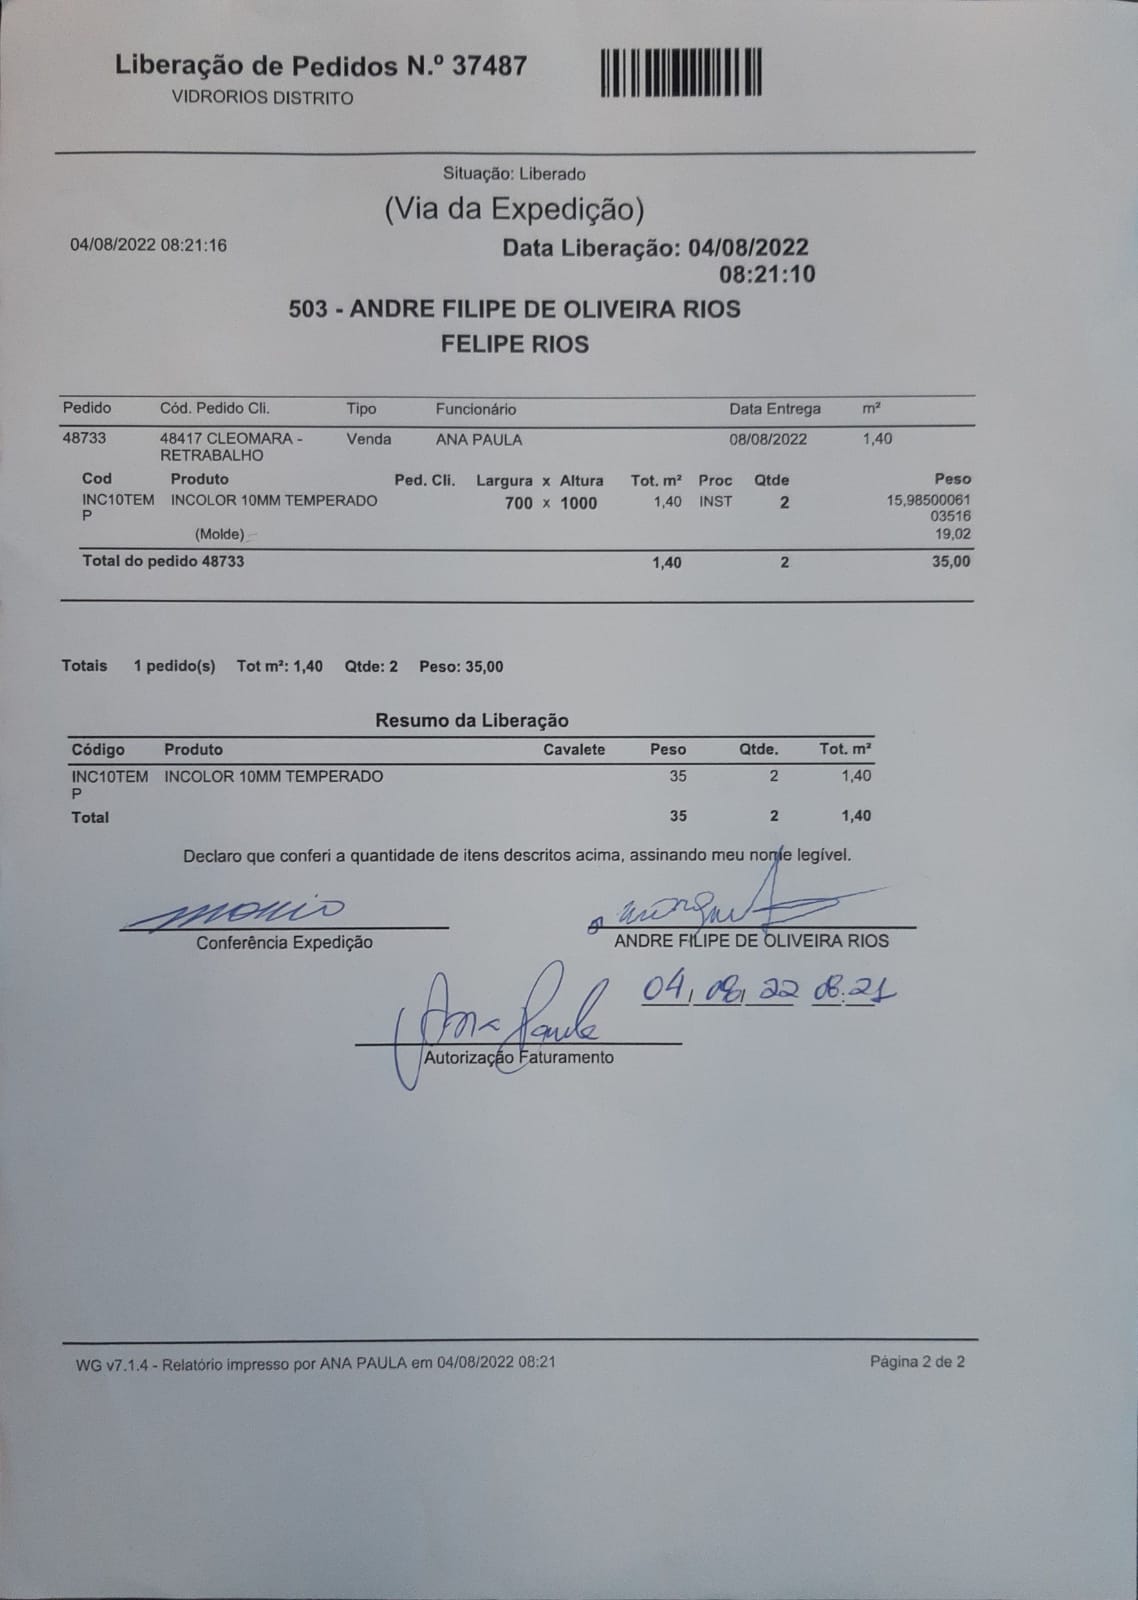 Liberação de Pedidos N.º 37487
VIDRORIOS DISTRITO
Situação: Liberado
(Via da Expedição)
04/08/2022 08:21:16
Data Liberação: 04/08/2022
08:21:10
503 - ANDRE FILIPE DE OLIVEIRA RIOS
FELIPE RIOS
Pedido Cód. Pedido Cli. Tipo Funcionário Data Entrega m²
48733 48417 CLEOMARA - Venda ANA PAULA 08/08/2022 1,40
RETRABALHO
Cod Produto Ped. Cli. Largura x Altura Tot. m² Proc Qtde Peso
INC10TEM INCOLOR 10MM TEMPERADO 700 x 1000 1,40 INST 2 15,98500061
P 03516
(Molde) 19,02
Total do pedido 48733 1,40 2 35,00
Totais 1 pedido(s) Tot m²: 1,40 Qtde: 2 Peso: 35,00
Resumo da Liberação
Código Produto Cavalete Peso Qtde. Tot. m²
INC10TEM INCOLOR 10MM TEMPERADO 35 2 1,40
P
Total 35 2 1,40
Declaro que conferi a quantidade de itens descritos acima, assinando meu nome legível.
Conferência Expedição
ANDRE FILIPE DE OLIVEIRA RIOS
04, 08, 22 08:21
Ana Paula
Autorização Faturamento
WG v7.1.4 - Relatório impresso por ANA PAULA em 04/08/2022 08:21
Página 2 de 2